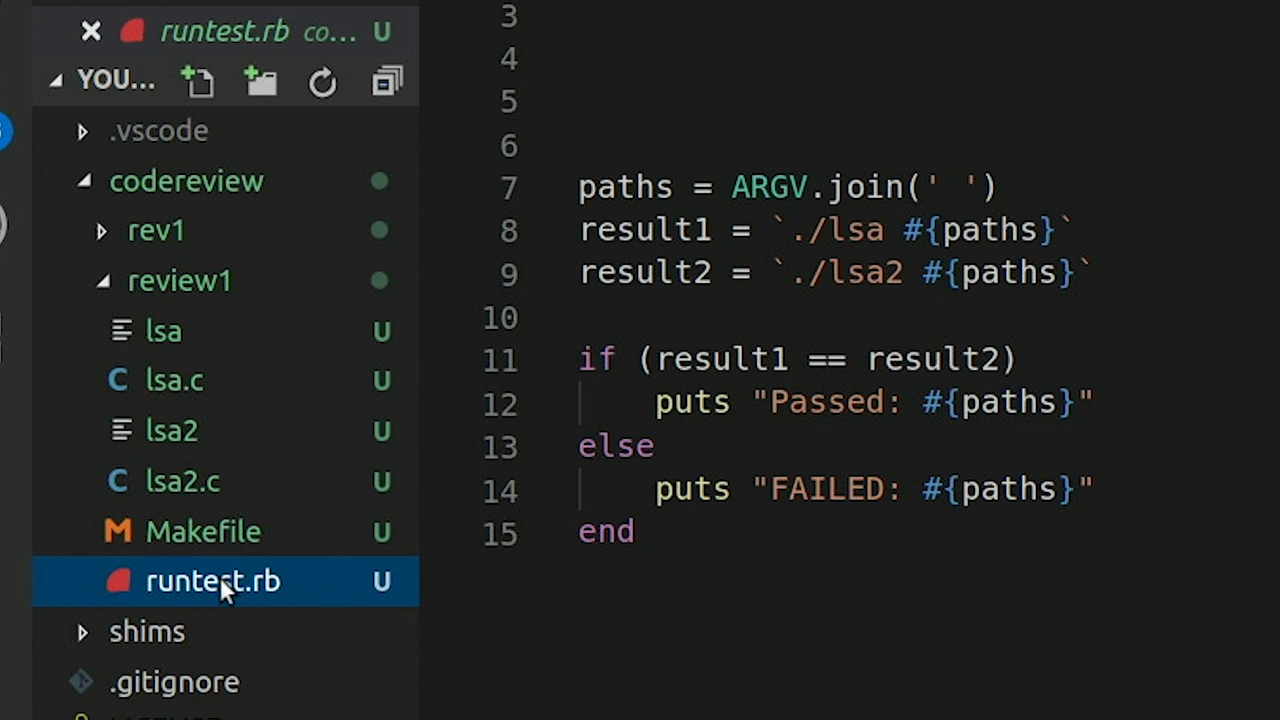 runtest.rb co... U
YOU...
.vscode
codereview
rev1
review1
lsa U
C lsa.c U
lsa2 U
C lsa2.c U
M Makefile U
runtest.rb U
shims
.gitignore
3
4
5
6
7 paths = ARGV.join(' ')
8 result1 = `./lsa #{paths}`
9 result2 = `./lsa2 #{paths}`
10
11 if (result1 == result2)
12 puts "Passed: #{paths}"
13 else
14 puts "FAILED: #{paths}"
15 end